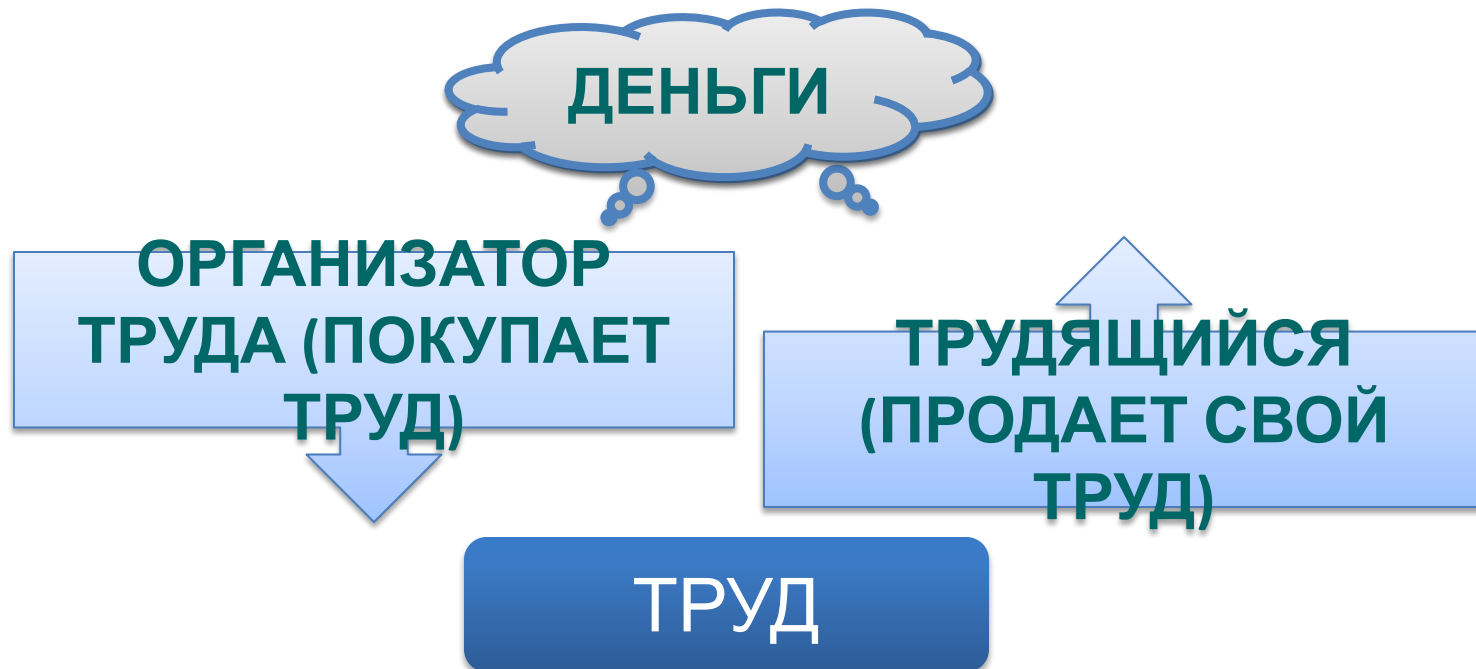 ДЕНЬГИ
ОРГАНИЗАТОР
ТРУДА (ПОКУПАЕТ
ТРУД)
ТРУДЯЩИЙСЯ
(ПРОДАЕТ СВОЙ
ТРУД)
ТРУД